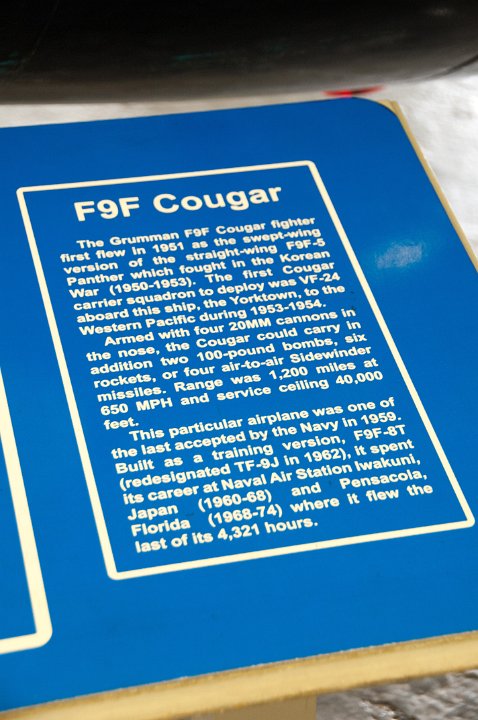 F9F Cougar
The Grumman F9F Cougar fighter
first flew in 1951 as the swept-wing
version of the straight-wing F9F-5
Panther which fought in the Korean
War (1950-1953). The first Cougar
carrier squadron to deploy was VF-24
aboard this ship, the Yorktown, to the
Western Pacific during 1953-1954.
Armed with four 20MM cannons in
the nose, the Cougar could carry in
addition two 100-pound bombs, six
rockets, or four air-to-air Sidewinder
missiles. Range was 1,200 miles at
650 MPH and service ceiling 40,000
feet.
This particular airplane was one of
the last accepted by the Navy in 1959.
Built as a training version, F9F-8T
(redesignated TF-9J in 1962), it spent
its career at Naval Air Station Iwakuni,
Japan (1960-68) and Pensacola,
Florida (1968-74) where it flew the
last of its 4,321 hours.